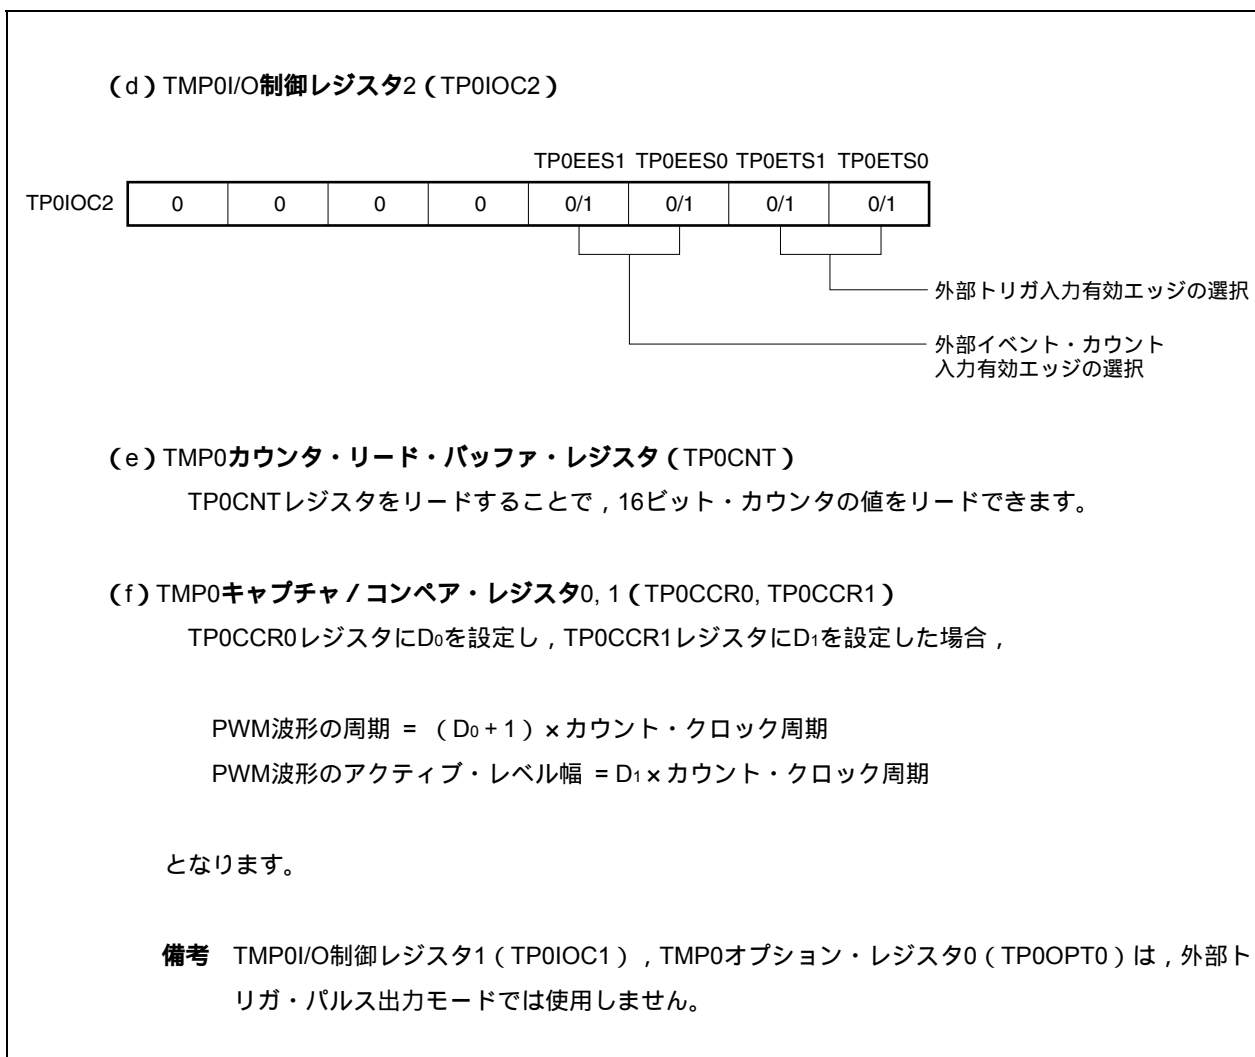 （d）TMP0I/O制御レジスタ2（TP0IOC2）
TP0EES1 TP0EES0 TP0ETS1 TP0ETS0
TP0IOC2 0 0 0 0 0/1 0/1 0/1 0/1
外部トリガ入力有効エッジの選択
外部イベント・カウント
入力有効エッジの選択
（e）TMP0カウンタ・リード・バッファ・レジスタ（TP0CNT）
TP0CNTレジスタをリードすることで，16ビット・カウンタの値をリードできます。
（f）TMP0キャプチャ／コンペア・レジスタ0, 1（TP0CCR0, TP0CCR1）
TP0CCR0レジスタにD0を設定し，TP0CCR1レジスタにD1を設定した場合，
PWM波形の周期 = （D0 + 1）× カウント・クロック周期
PWM波形のアクティブ・レベル幅 = D1 × カウント・クロック周期
となります。
備考 TMP0I/O制御レジスタ1（TP0IOC1），TMP0オプション・レジスタ0（TP0OPT0）は，外部ト
リガ・パルス出力モードでは使用しません。